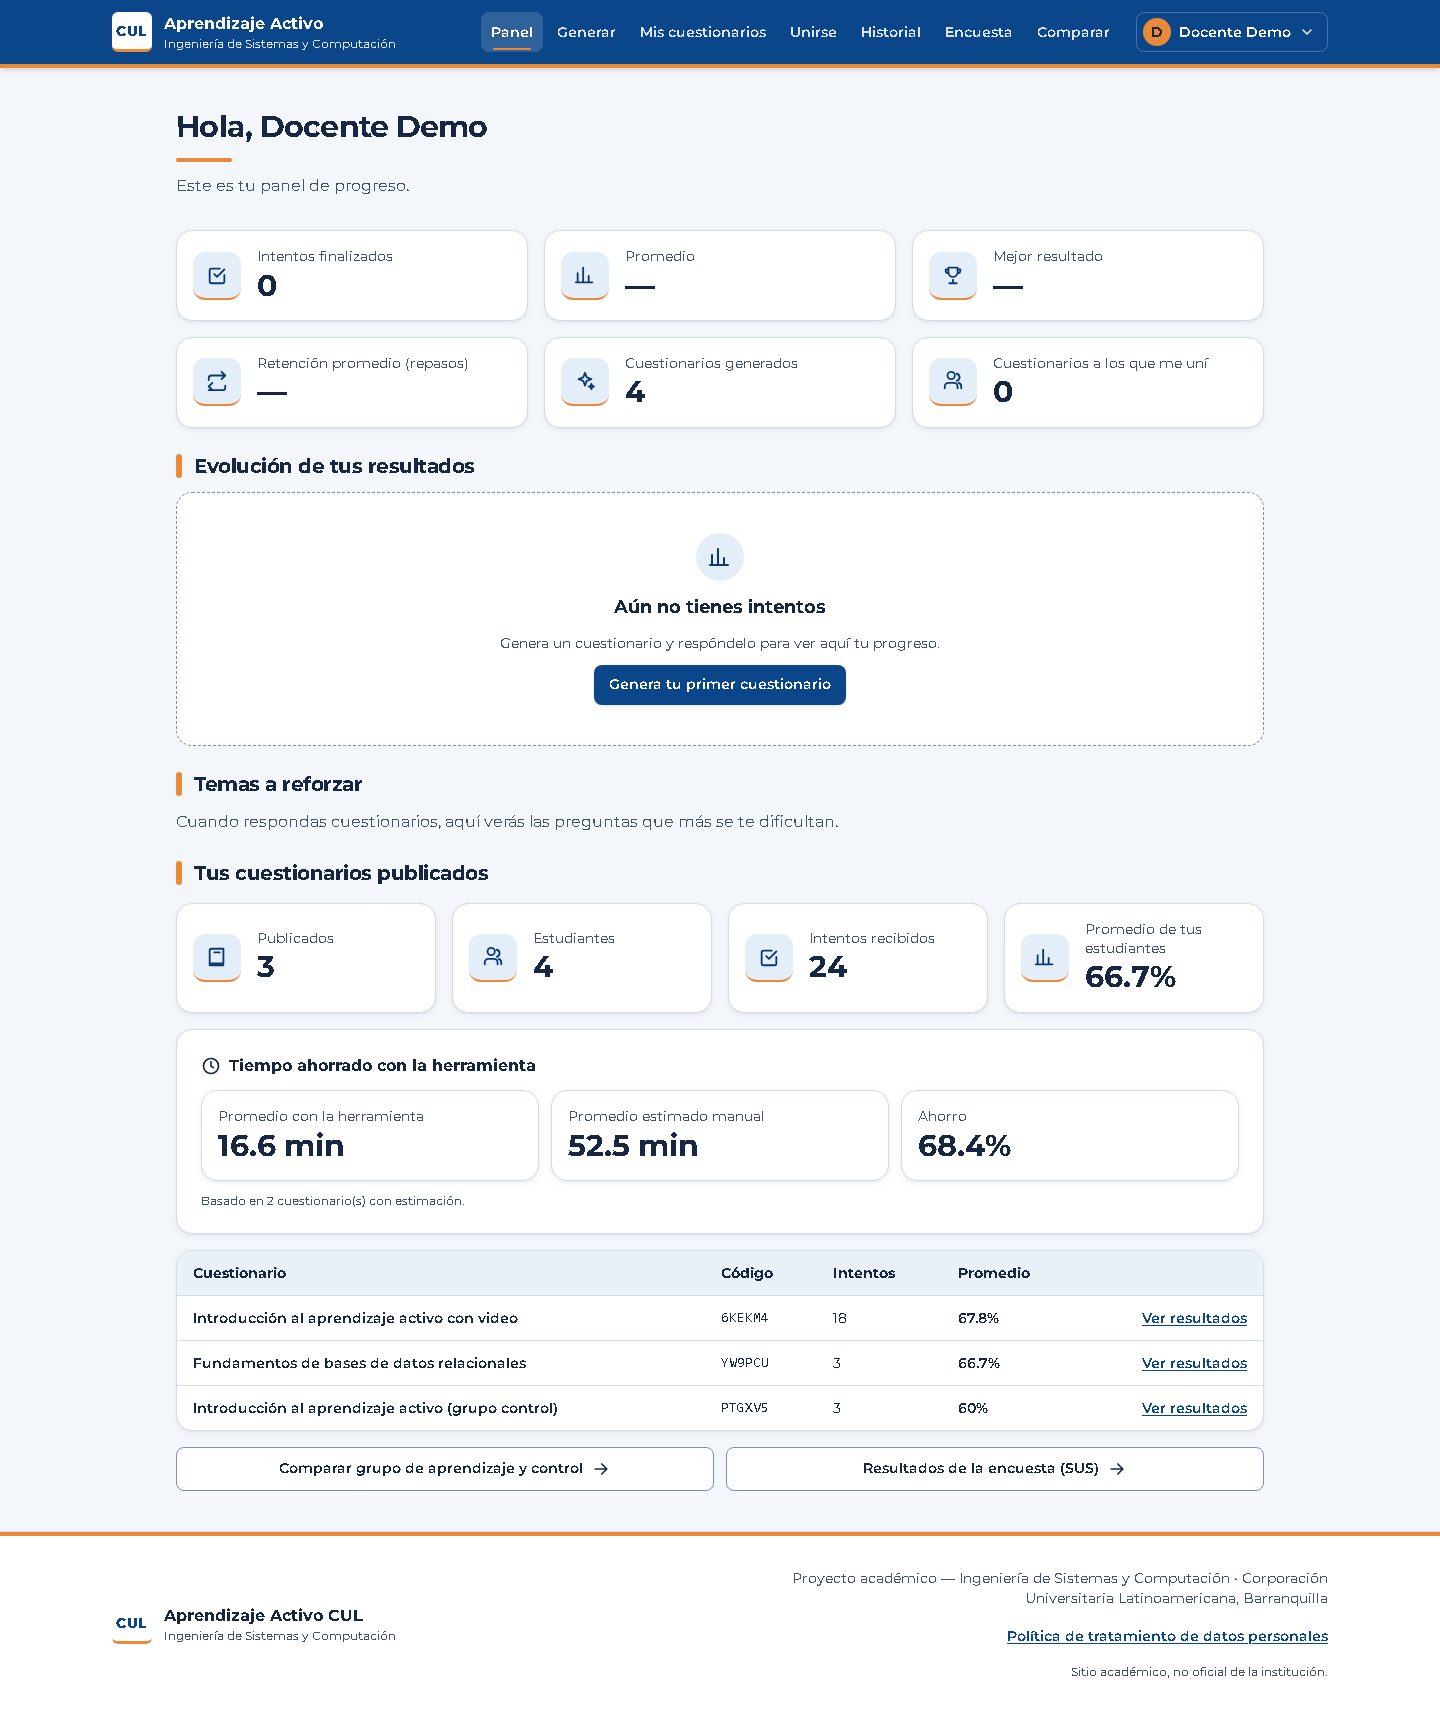 CUL
Aprendizaje Activo
Ingeniería de Sistemas y Computación
Panel
Generar
Mis cuestionarios
Unirse
Historial
Encuesta
Comparar
D
Docente Demo
Hola, Docente Demo
Este es tu panel de progreso.
Intentos finalizados
0
Promedio
—
Mejor resultado
—
Retención promedio (repasos)
—
Cuestionarios generados
4
Cuestionarios a los que me uní
0
Evolución de tus resultados
Aún no tienes intentos
Genera un cuestionario y respóndelo para ver aquí tu progreso.
Genera tu primer cuestionario
Temas a reforzar
Cuando respondas cuestionarios, aquí verás las preguntas que más se te dificultan.
Tus cuestionarios publicados
Publicados
3
Estudiantes
4
Intentos recibidos
24
Promedio de tus
estudiantes
66.7%
Tiempo ahorrado con la herramienta
Promedio con la herramienta
16.6 min
Promedio estimado manual
52.5 min
Ahorro
68.4%
Basado en 2 cuestionario(s) con estimación.
Cuestionario Código Intentos Promedio
Introducción al aprendizaje activo con video 6KEKM4 18 67.8% Ver resultados
Fundamentos de bases de datos relacionales YW9PCU 3 66.7% Ver resultados
Introducción al aprendizaje activo (grupo control) PTGXV5 3 60% Ver resultados
Comparar grupo de aprendizaje y control →
Resultados de la encuesta (SUS) →
CUL
Aprendizaje Activo CUL
Ingeniería de Sistemas y Computación
Proyecto académico — Ingeniería de Sistemas y Computación · Corporación
Universitaria Latinoamericana, Barranquilla
Política de tratamiento de datos personales
Sitio académico, no oficial de la institución.